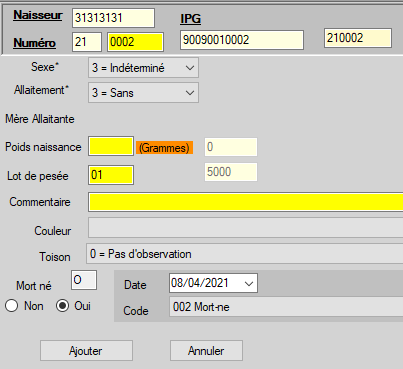 Naisseur 31313131 IPG
Numéro 21 0002 90090010002 210002
Sexe* 3 = Indéterminé
Allaitement* 3 = Sans
Mère Allaitante
Poids naissance (Grammes) 0
Lot de pesée 01 5000
Commentaire
Couleur
Toison 0 = Pas d'observation
Mort né O Date 08/04/2021
Non Oui Code 002 Mort-ne
Ajouter Annuler